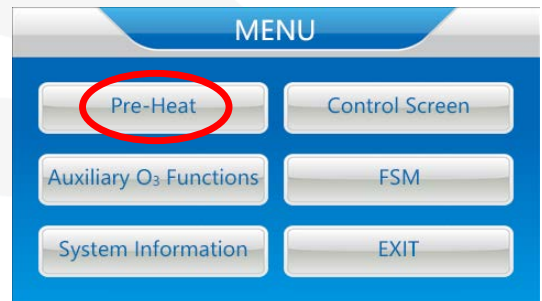 MENU
Pre-Heat
Control Screen
Auxiliary O₃ Functions
FSM
System Information
EXIT